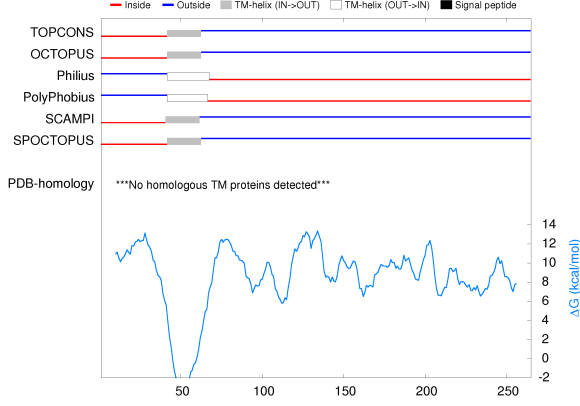 Inside Outside TM-helix (IN->OUT) TM-helix (OUT->IN) Signal peptide
TOPCONS
OCTOPUS
Philius
PolyPhobius
SCAMPI
SPOCTOPUS
PDB-homology ***No homologous TM proteins detected***
14
12
10
8
6
4
2
0
-2
ΔG (kcal/mol)
50 100 150 200 250